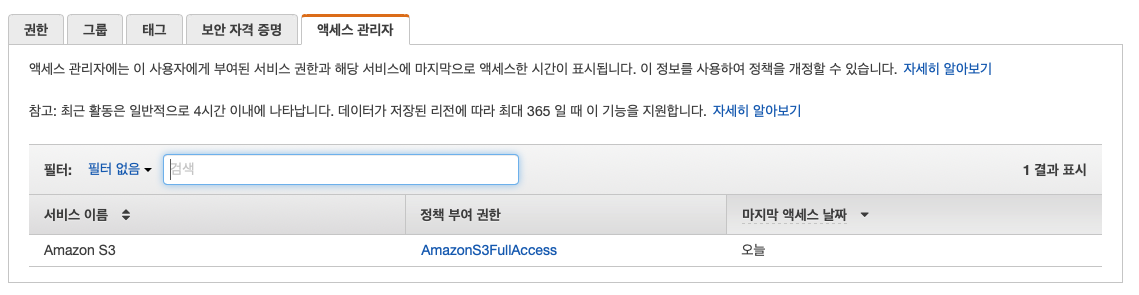 권한 그룹 태그 보안 자격 증명 액세스 관리자
액세스 관리자에는 이 사용자에게 부여된 서비스 권한과 해당 서비스에 마지막으로 액세스한 시간이 표시됩니다. 이 정보를 사용하여 정책을 개정할 수 있습니다. 자세히 알아보기
참고: 최근 활동은 일반적으로 4시간 이내에 나타납니다. 데이터가 저장된 리전에 따라 최대 365 일 때 이 기능을 지원합니다. 자세히 알아보기
필터: 필터 없음 검색 1 결과 표시
서비스 이름 정책 부여 권한 마지막 액세스 날짜
Amazon S3 AmazonS3FullAccess 오늘